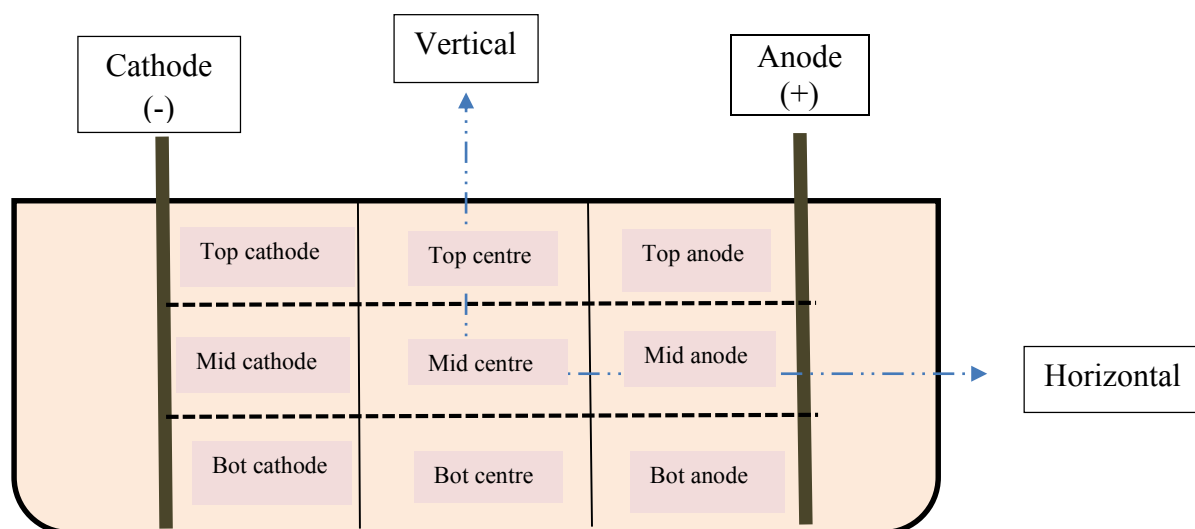 Cathode
(-)
Vertical
Anode
(+)
Top cathode
Top centre
Top anode
Mid cathode
Mid centre
Mid anode
Horizontal
Bot cathode
Bot centre
Bot anode